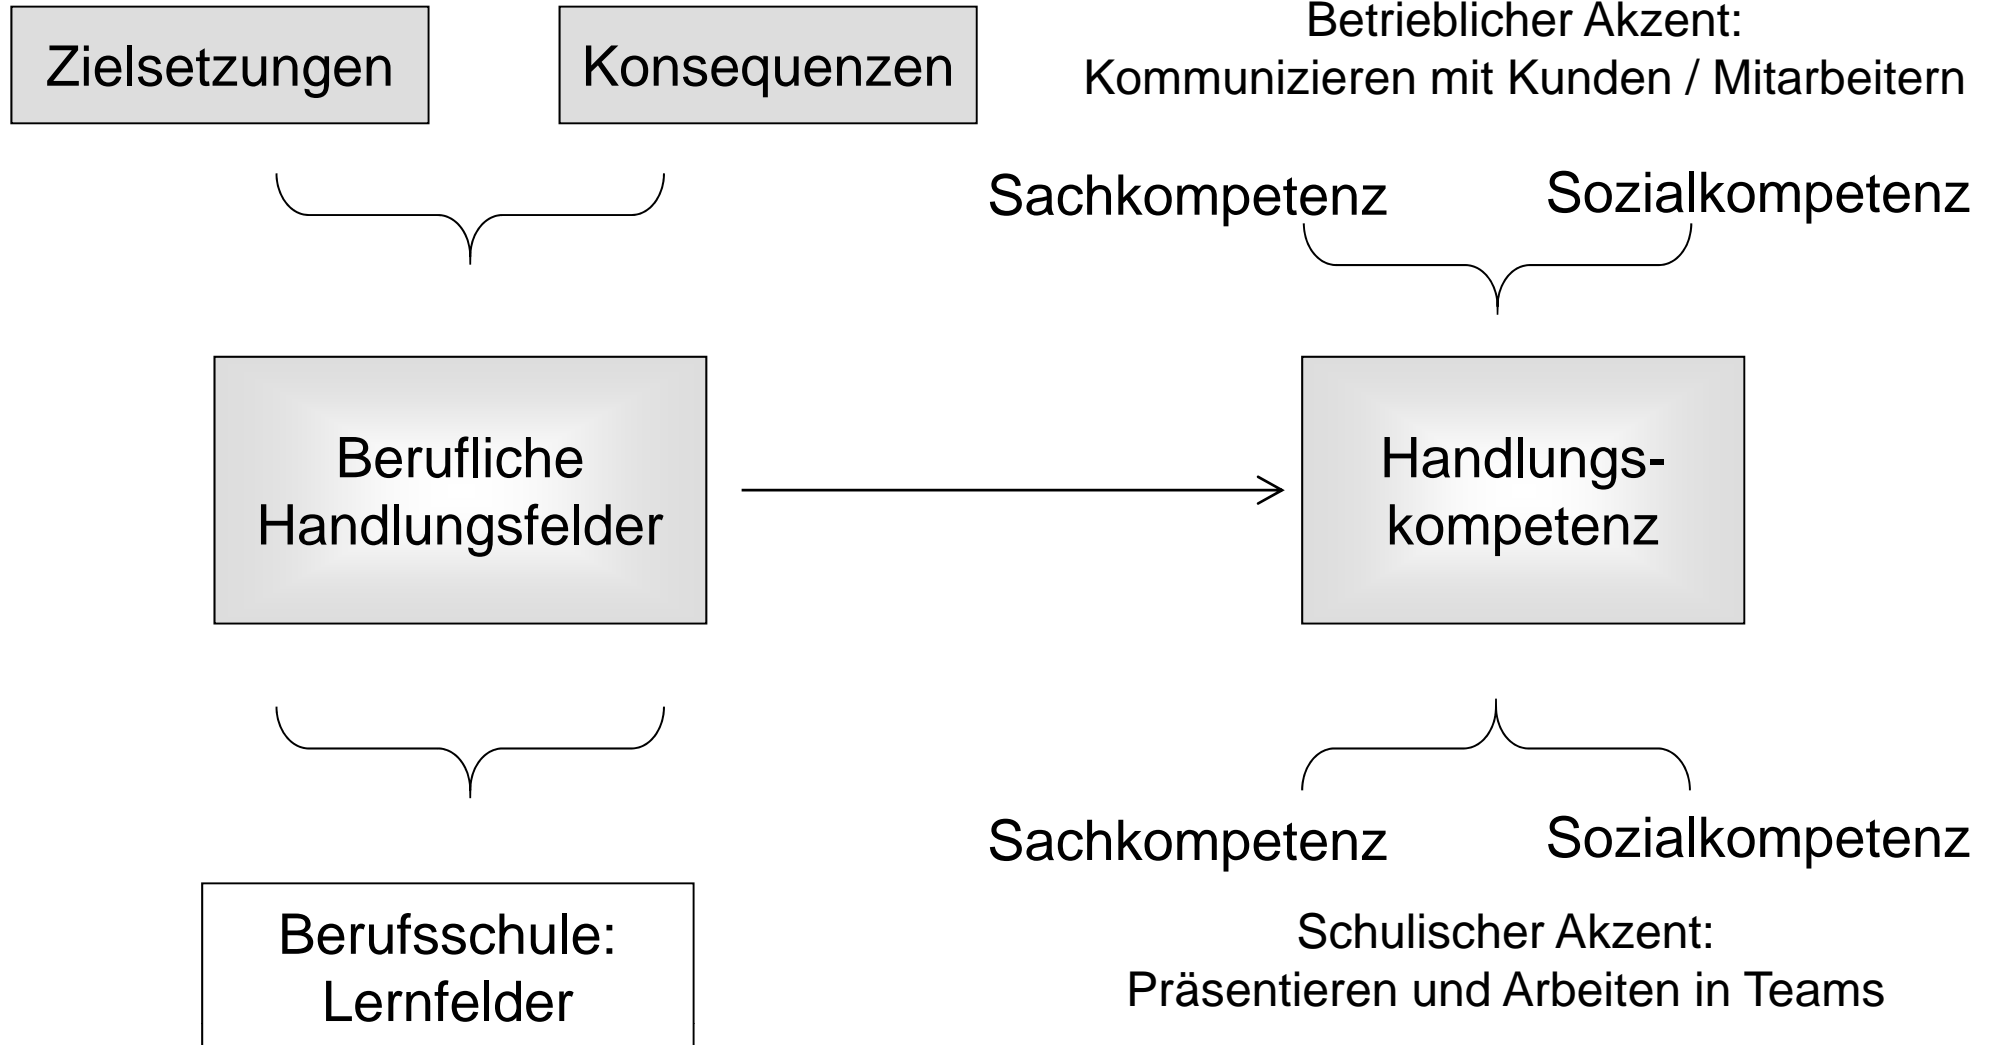 Zielsetzungen
Konsequenzen
Betrieblicher Akzent:
Kommunizieren mit Kunden / Mitarbeitern
Sachkompetenz
Sozialkompetenz
Berufliche
Handlungsfelder
Handlungs-
kompetenz
Sachkompetenz
Sozialkompetenz
Berufsschule:
Lernfelder
Schulischer Akzent:
Präsentieren und Arbeiten in Teams